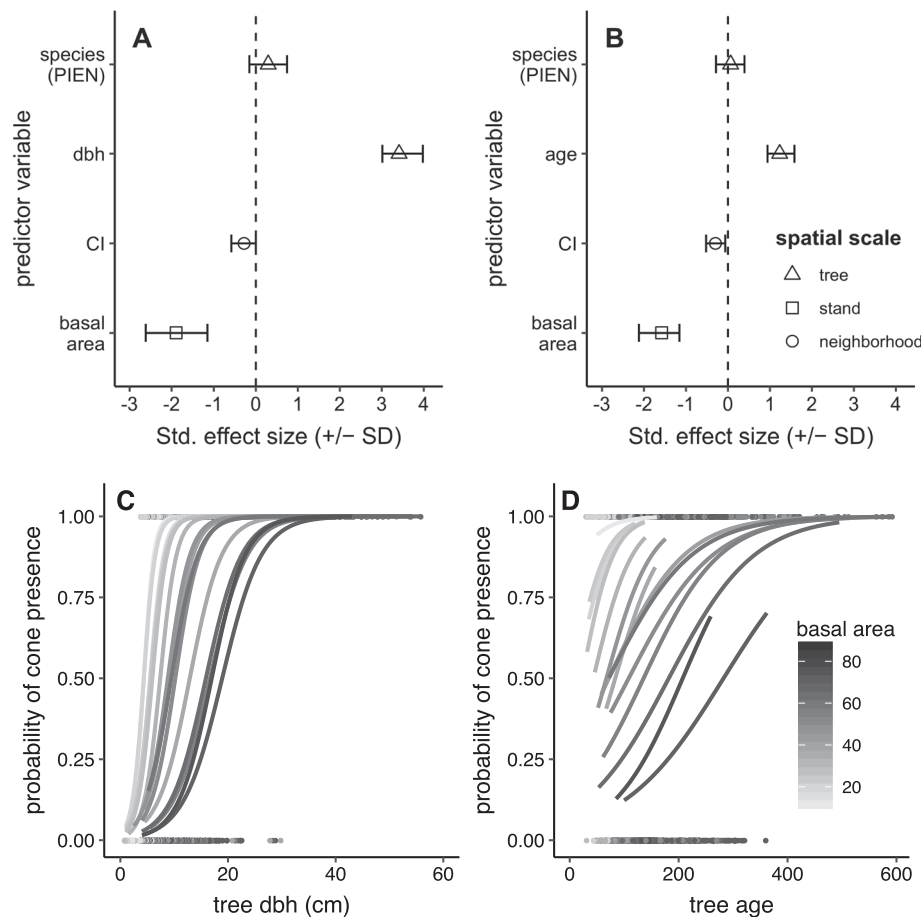 A
species
(PIEN)
dbh
CI
basal
area
predictor variable
-3 -2 -1 0 1 2 3 4
Std. effect size (+/− SD)
B
species
(PIEN)
age
CI
basal
area
predictor variable
spatial scale
tree
stand
neighborhood
-3 -2 -1 0 1 2 3 4
Std. effect size (+/− SD)
C
1.00
0.75
0.50
0.25
0.00
probability of cone presence
0 20 40 60
tree dbh (cm)
D
1.00
0.75
0.50
0.25
0.00
probability of cone presence
basal area
80
60
40
20
0 200 400 600
tree age